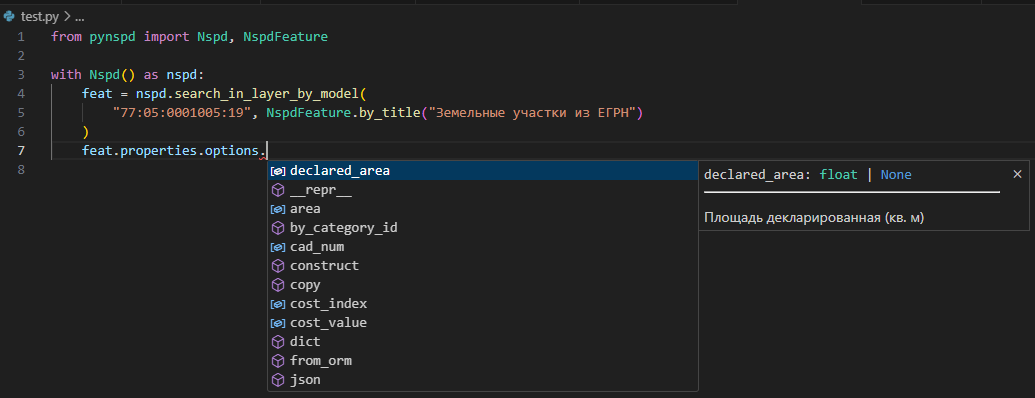 test.py > ...
1 from pynspd import Nspd, NspdFeature
2
3 with Nspd() as nspd:
4 feat = nspd.search_in_layer_by_model(
5 "77:05:0001005:19", NspdFeature.by_title("Земельные участки из ЕГРН")
6 )
7 feat.properties.options.
8
declared_area
__repr__
area
by_category_id
cad_num
construct
copy
cost_index
cost_value
dict
from_orm
json
declared_area: float | None
Площадь декларированная (кв. м)